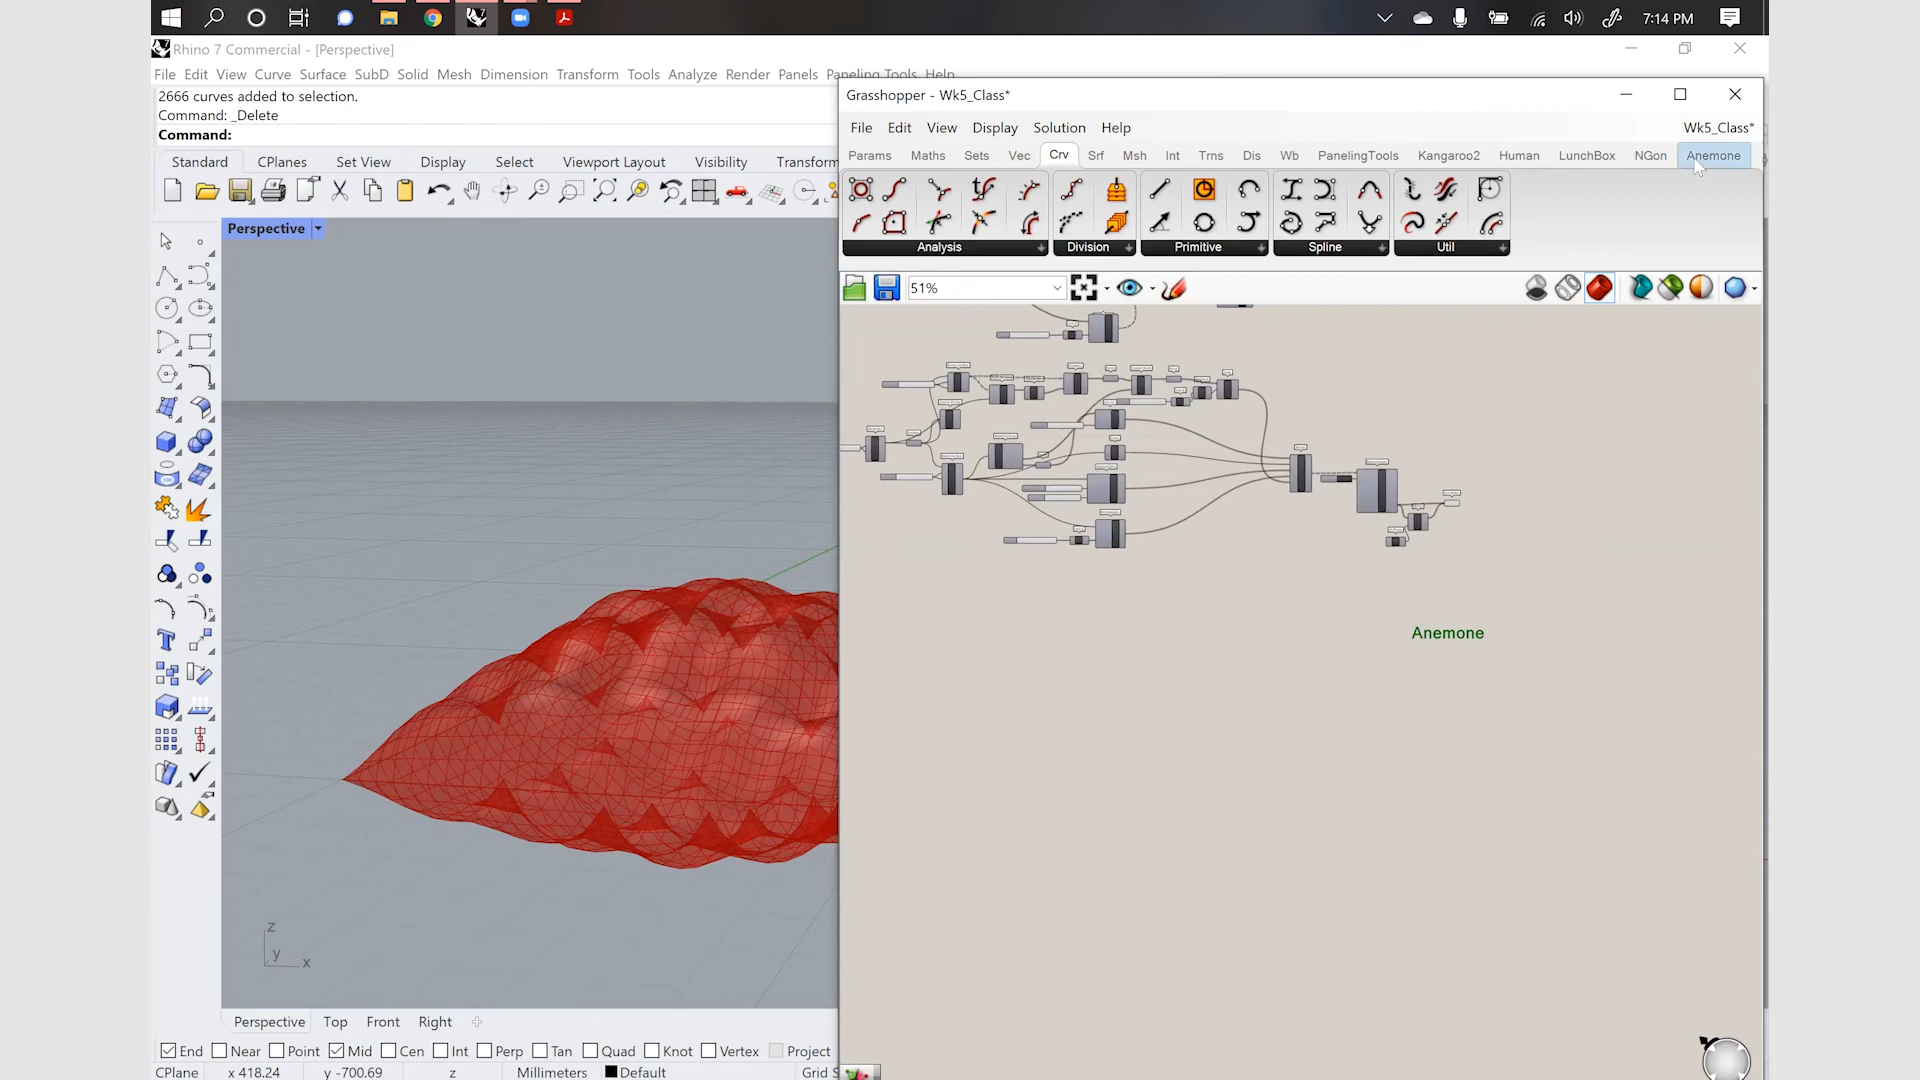 7:14 PM
Rhino 7 Commercial - [Perspective]
File Edit View Curve Surface SubD Solid Mesh Dimension Transform Tools Analyze Render Panels Paneling Tools Help
2666 curves added to selection.
Command: _Delete
Command:
Standard CPlanes Set View Display Select Viewport Layout Visibility Transform
Perspective
Grasshopper - Wk5_Class*
File Edit View Display Solution Help Wk5_Class*
Params Maths Sets Vec Crv Srf Msh Int Trns Dis Wb PanelingTools Kangaroo2 Human LunchBox NGon Anemone
Analysis Division Primitive Spline Util
51%
Anemone
z
y x
Perspective Top Front Right
End Near Point Mid Cen Int Perp Tan Quad Knot Vertex Project
CPlane x 418.24 y -700.69 z Millimeters Default Grid S